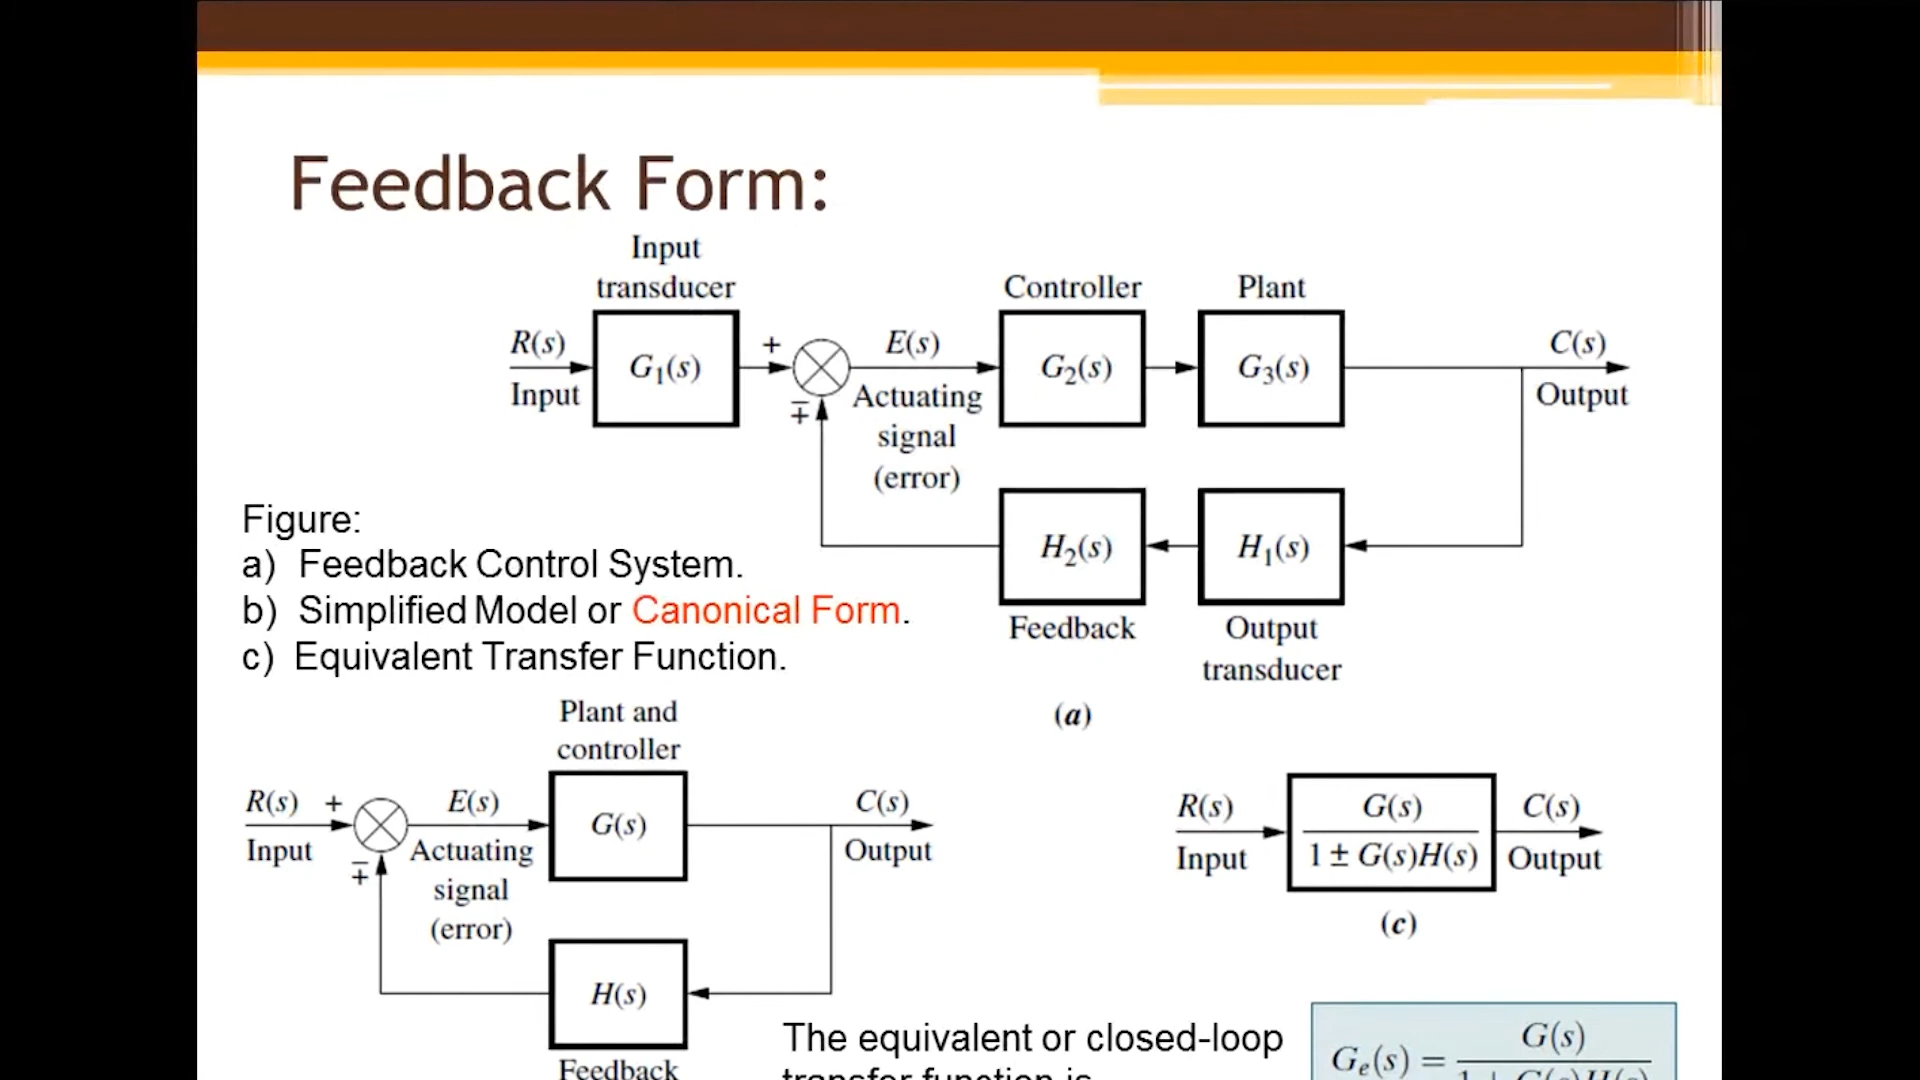 Feedback Form:
Input
transducer
Controller
Plant
R(s)
Input
G₁(s)
+
∓
E(s)
Actuating
signal
(error)
G₂(s)
G₃(s)
C(s)
Output
H₂(s)
H₁(s)
Feedback
Output
transducer
(a)
Figure:
a) Feedback Control System.
b) Simplified Model or Canonical Form.
c) Equivalent Transfer Function.
Plant and
controller
R(s)
Input
+
∓
E(s)
Actuating
signal
(error)
G(s)
C(s)
Output
H(s)
Feedback
R(s)
Input
G(s)
1 ± G(s)H(s)
C(s)
Output
(c)
The equivalent or closed-loop
transfer function is
Gₑ(s) =
G(s)